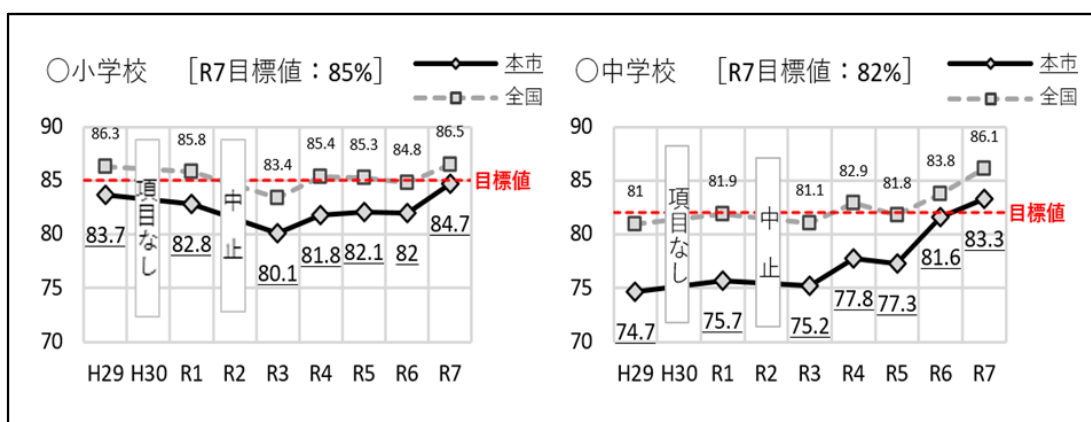 ○小学校 [R7目標値：85%]
本市
全国
90
85
80
75
70
86.3
85.8
83.4
85.4
85.3
84.8
86.5
目標値
項目なし
中止
83.7
82.8
80.1
81.8
82.1
82
84.7
H29 H30 R1 R2 R3 R4 R5 R6 R7
○中学校 [R7目標値：82%]
本市
全国
90
85
80
75
70
81
81.9
81.1
82.9
81.8
83.8
86.1
目標値
項目なし
中止
74.7
75.7
75.2
77.8
77.3
81.6
83.3
H29 H30 R1 R2 R3 R4 R5 R6 R7